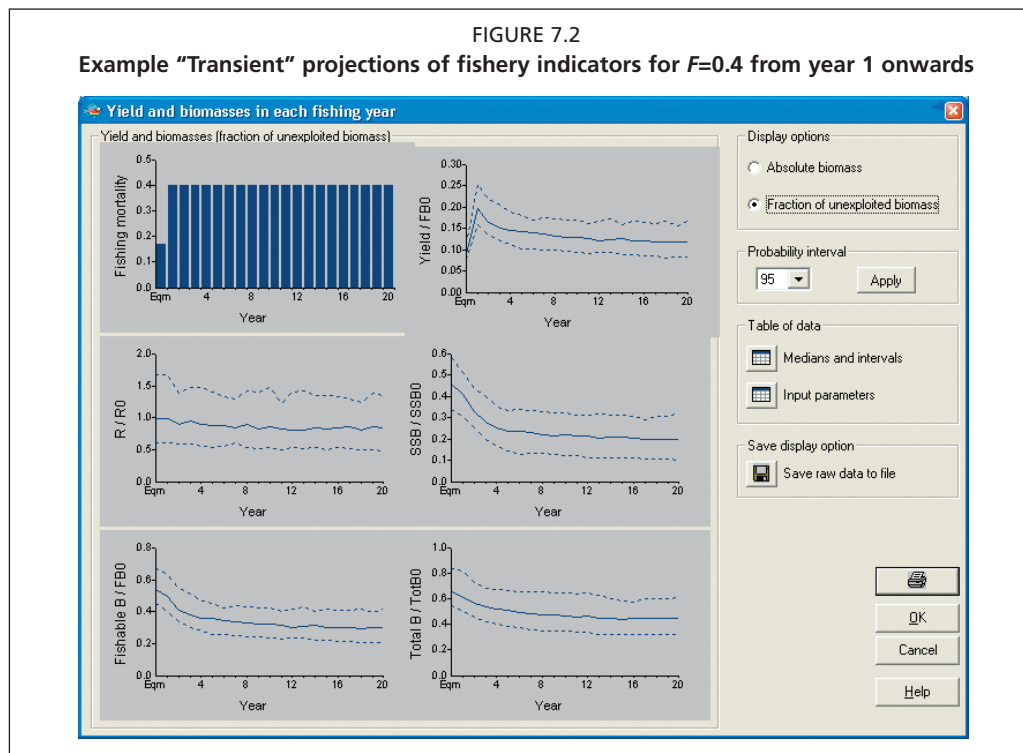 FIGURE 7.2
Example “Transient” projections of fishery indicators for F=0.4 from year 1 onwards
Yield and biomasses in each fishing year
Yield and biomasses (fraction of unexploited biomass)
Fishing mortality
0.5
0.4
0.3
0.2
0.1
0.0
Eqm 4 8 12 16 20
Year
Yield / FB0
0.30
0.25
0.20
0.15
0.10
0.05
0.00
Eqm 4 8 12 16 20
Year
R / R0
2.0
1.5
1.0
0.5
0.0
Eqm 4 8 12 16 20
Year
SSB / SSB0
0.6
0.5
0.4
0.3
0.2
0.1
0.0
Eqm 4 8 12 16 20
Year
Fishable B / FB0
0.8
0.6
0.4
0.2
0.0
Eqm 4 8 12 16 20
Year
Total B / TotB0
1.0
0.8
0.6
0.4
0.2
0.0
Eqm 4 8 12 16 20
Year
Display options
Absolute biomass
Fraction of unexploited biomass
Probability interval
95 Apply
Table of data
Medians and intervals
Input parameters
Save display option
Save raw data to file
OK
Cancel
Help